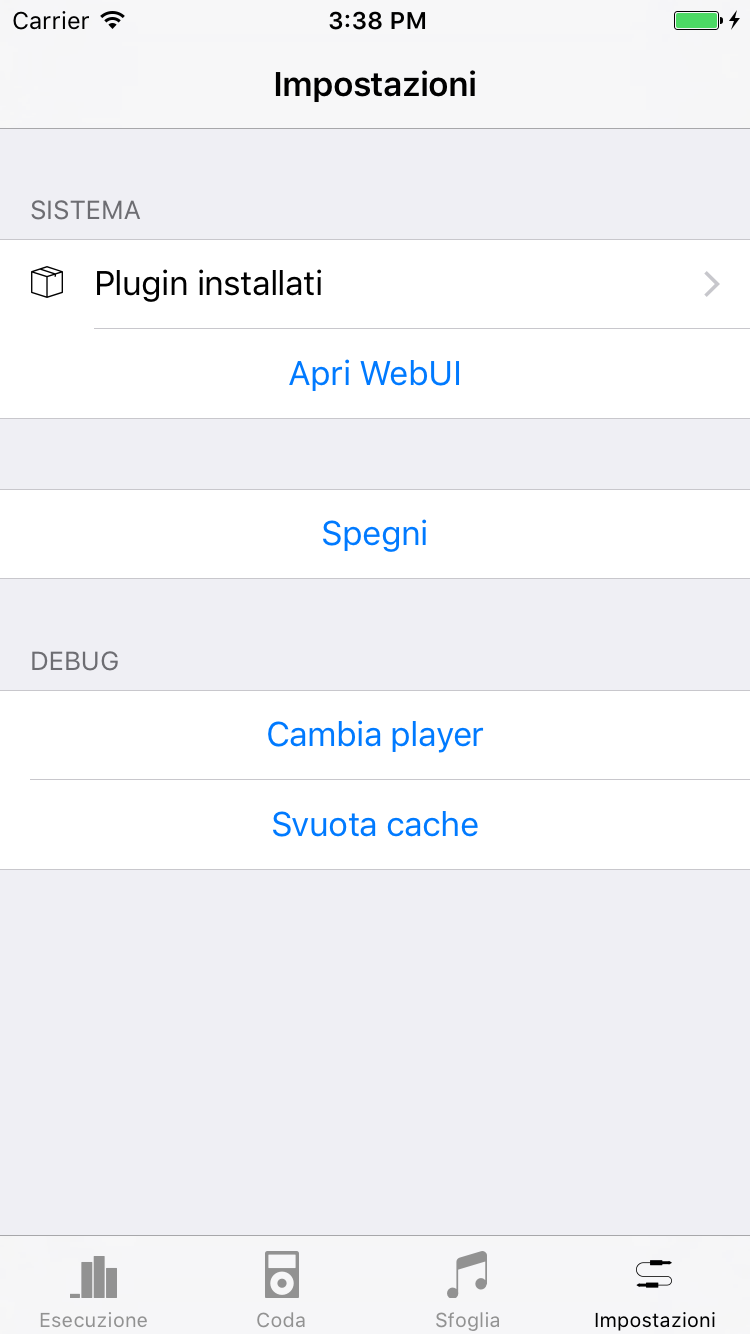 Carrier 3:38 PM
Impostazioni
SISTEMA
Plugin installati
Apri WebUI
Spegni
DEBUG
Cambia player
Svuota cache
Esecuzione Coda Sfoglia Impostazioni